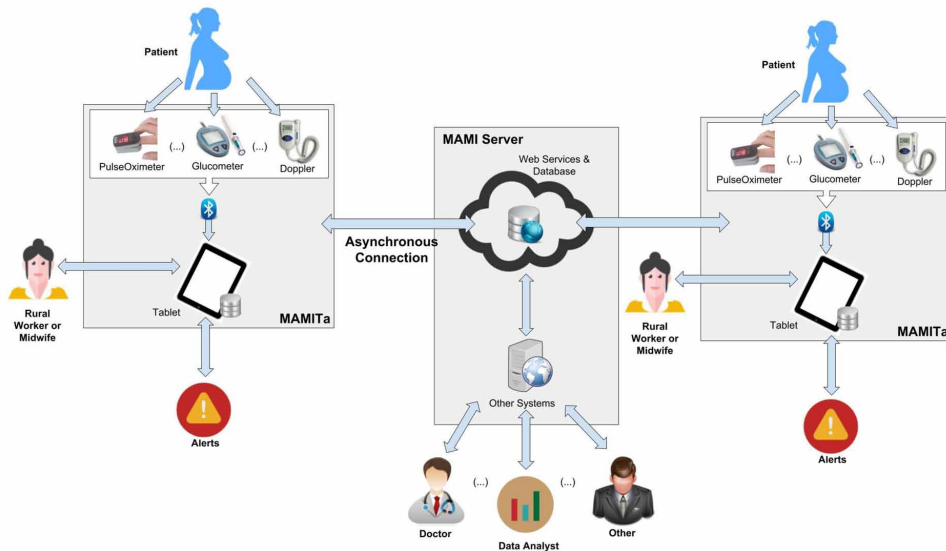 Patient
PulseOximeter
(...)
Glucometer
(...)
Doppler
Rural
Worker or
Midwife
Tablet
MAMITa
Alerts
Asynchronous
Connection
MAMI Server
Web Services &
Database
Other Systems
Doctor
(...)
Data Analyst
(...)
Other
Patient
PulseOximeter
(...)
Glucometer
(...)
Doppler
Rural
Worker or
Midwife
Tablet
MAMITa
Alerts